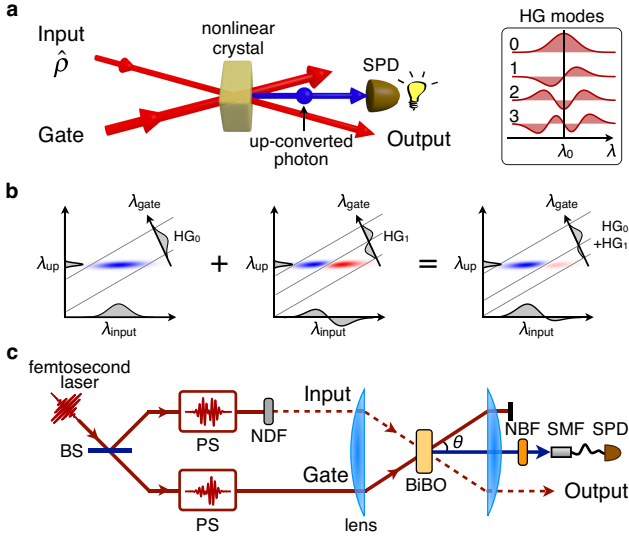 a
Input
ρ̂
Gate
nonlinear
crystal
SPD
up-converted
photon
Output
HG modes
0
1
2
3
λ0
λ
b
λgate
HG0
λup
λinput
+
λgate
HG1
λup
λinput
=
λgate
HG0
+HG1
λup
λinput
c
femtosecond
laser
BS
PS
NDF
PS
Input
Gate
lens
BiBO
θ
NBF
SMF
SPD
Output